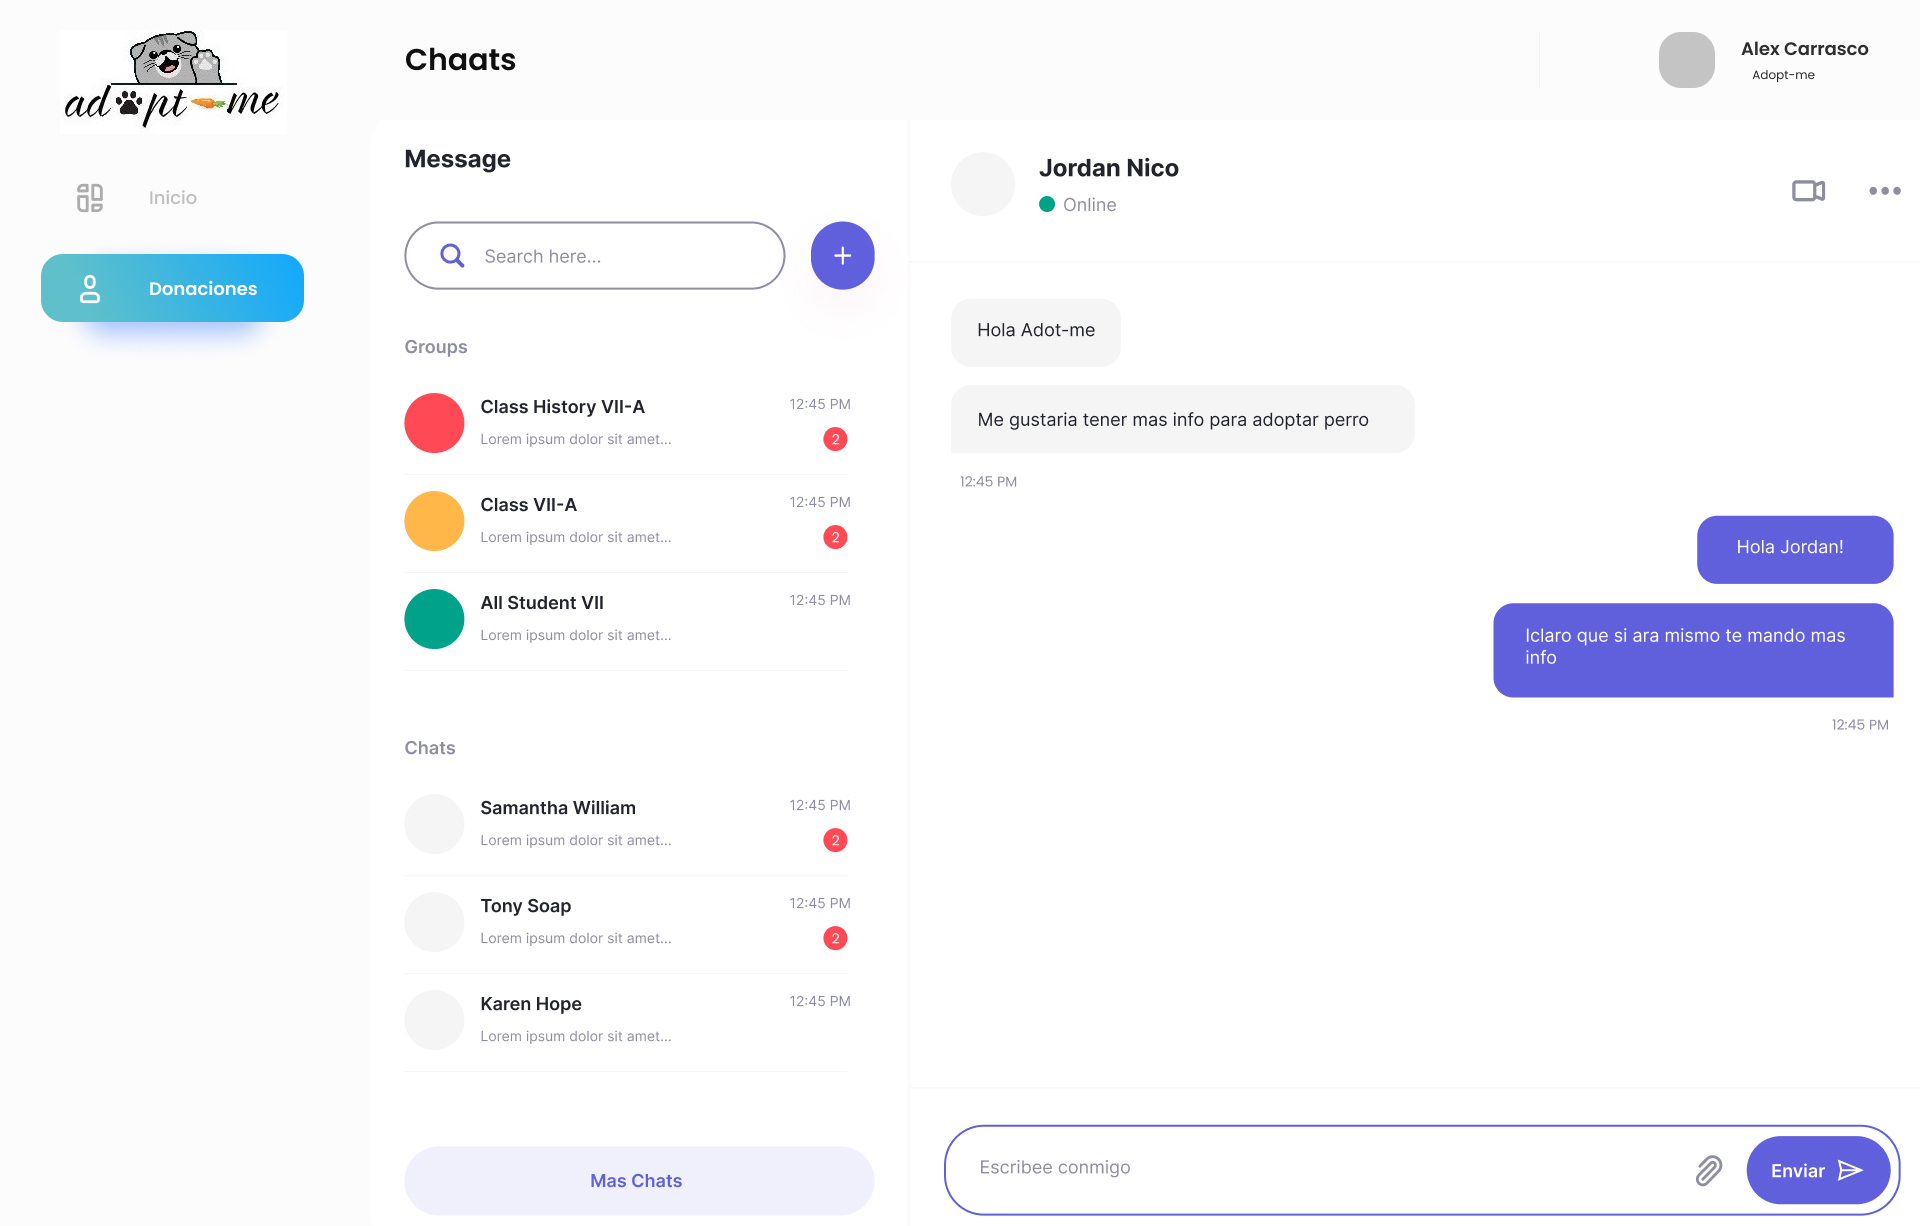 adopt-me
Inicio
Donaciones
Chaats
Alex Carrasco
Adopt-me
Message
Search here...
+
Groups
Class History VII-A
12:45 PM
Lorem ipsum dolor sit amet...
2
Class VII-A
12:45 PM
Lorem ipsum dolor sit amet...
2
All Student VII
12:45 PM
Lorem ipsum dolor sit amet...
Chats
Samantha William
12:45 PM
Lorem ipsum dolor sit amet...
2
Tony Soap
12:45 PM
Lorem ipsum dolor sit amet...
2
Karen Hope
12:45 PM
Lorem ipsum dolor sit amet...
Mas Chats
Jordan Nico
Online
Hola Adot-me
Me gustaria tener mas info para adoptar perro
12:45 PM
Hola Jordan!
Iclaro que si ara mismo te mando mas
info
12:45 PM
Escribee conmigo
Enviar